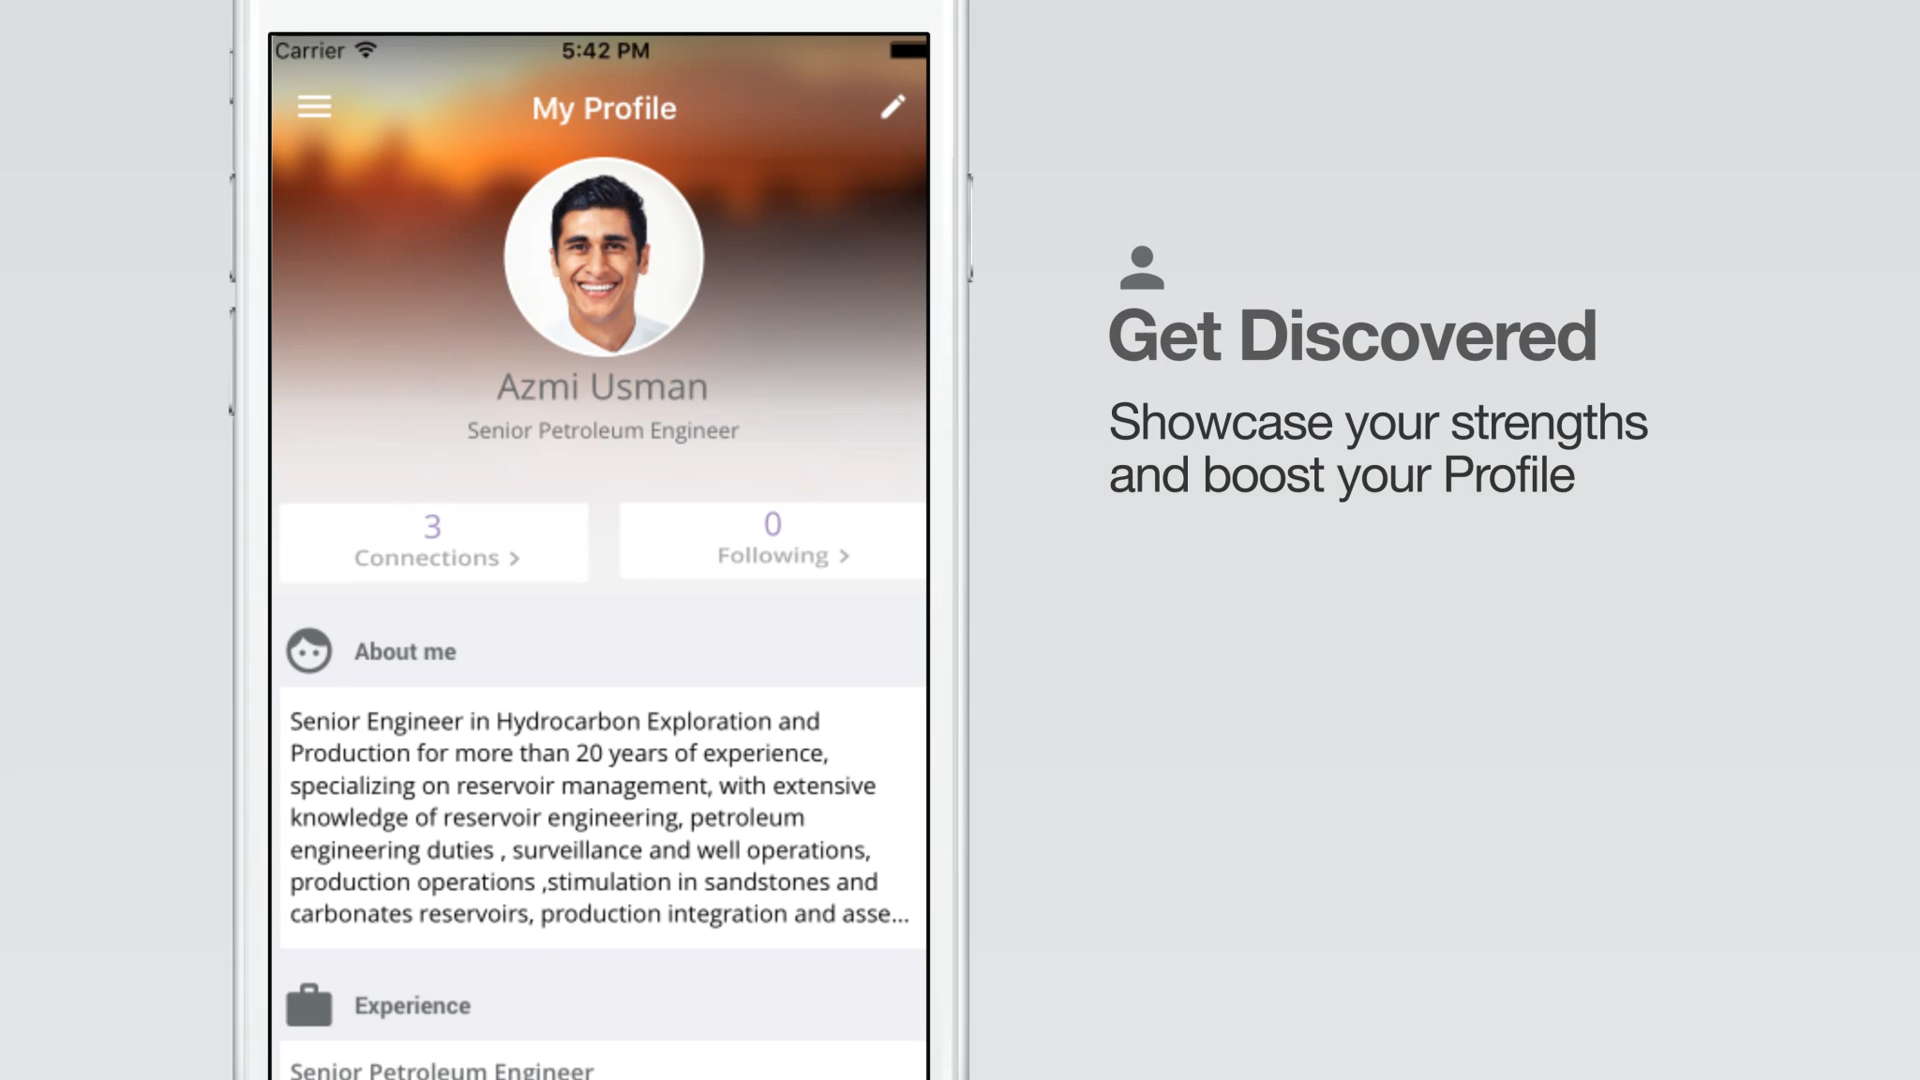 Carrier
5:42 PM
My Profile
Azmi Usman
Senior Petroleum Engineer
3
Connections >
0
Following >
About me
Senior Engineer in Hydrocarbon Exploration and
Production for more than 20 years of experience,
specializing on reservoir management, with extensive
knowledge of reservoir engineering, petroleum
engineering duties , surveillance and well operations,
production operations ,stimulation in sandstones and
carbonates reservoirs, production integration and asse...
Experience
Senior Petroleum Engineer
Get Discovered
Showcase your strengths
and boost your Profile